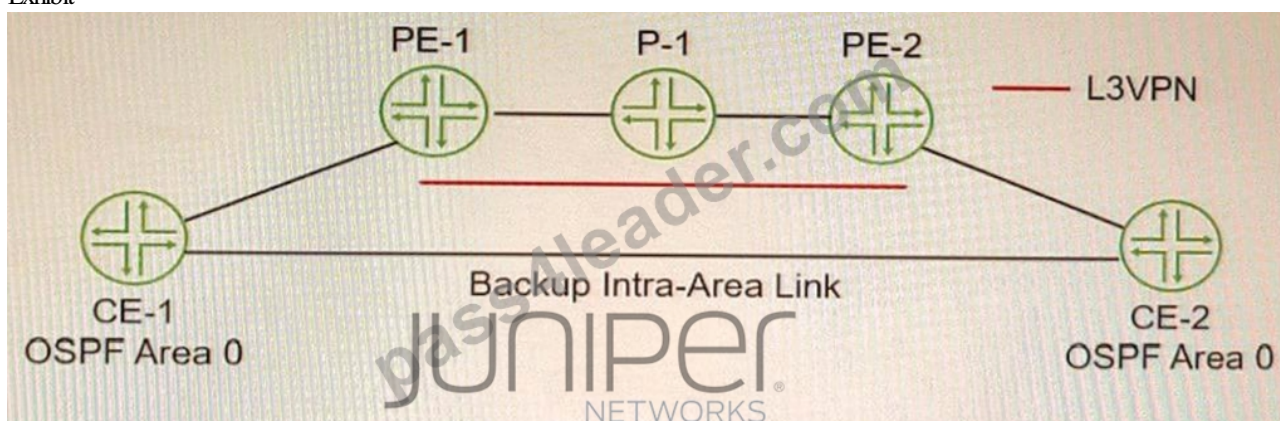 Exhibit
PE-1 P-1 PE-2
L3VPN
Backup Intra-Area Link
CE-1
OSPF Area 0
CE-2
OSPF Area 0
pass4leader.com
JUNIPER
NETWORKS